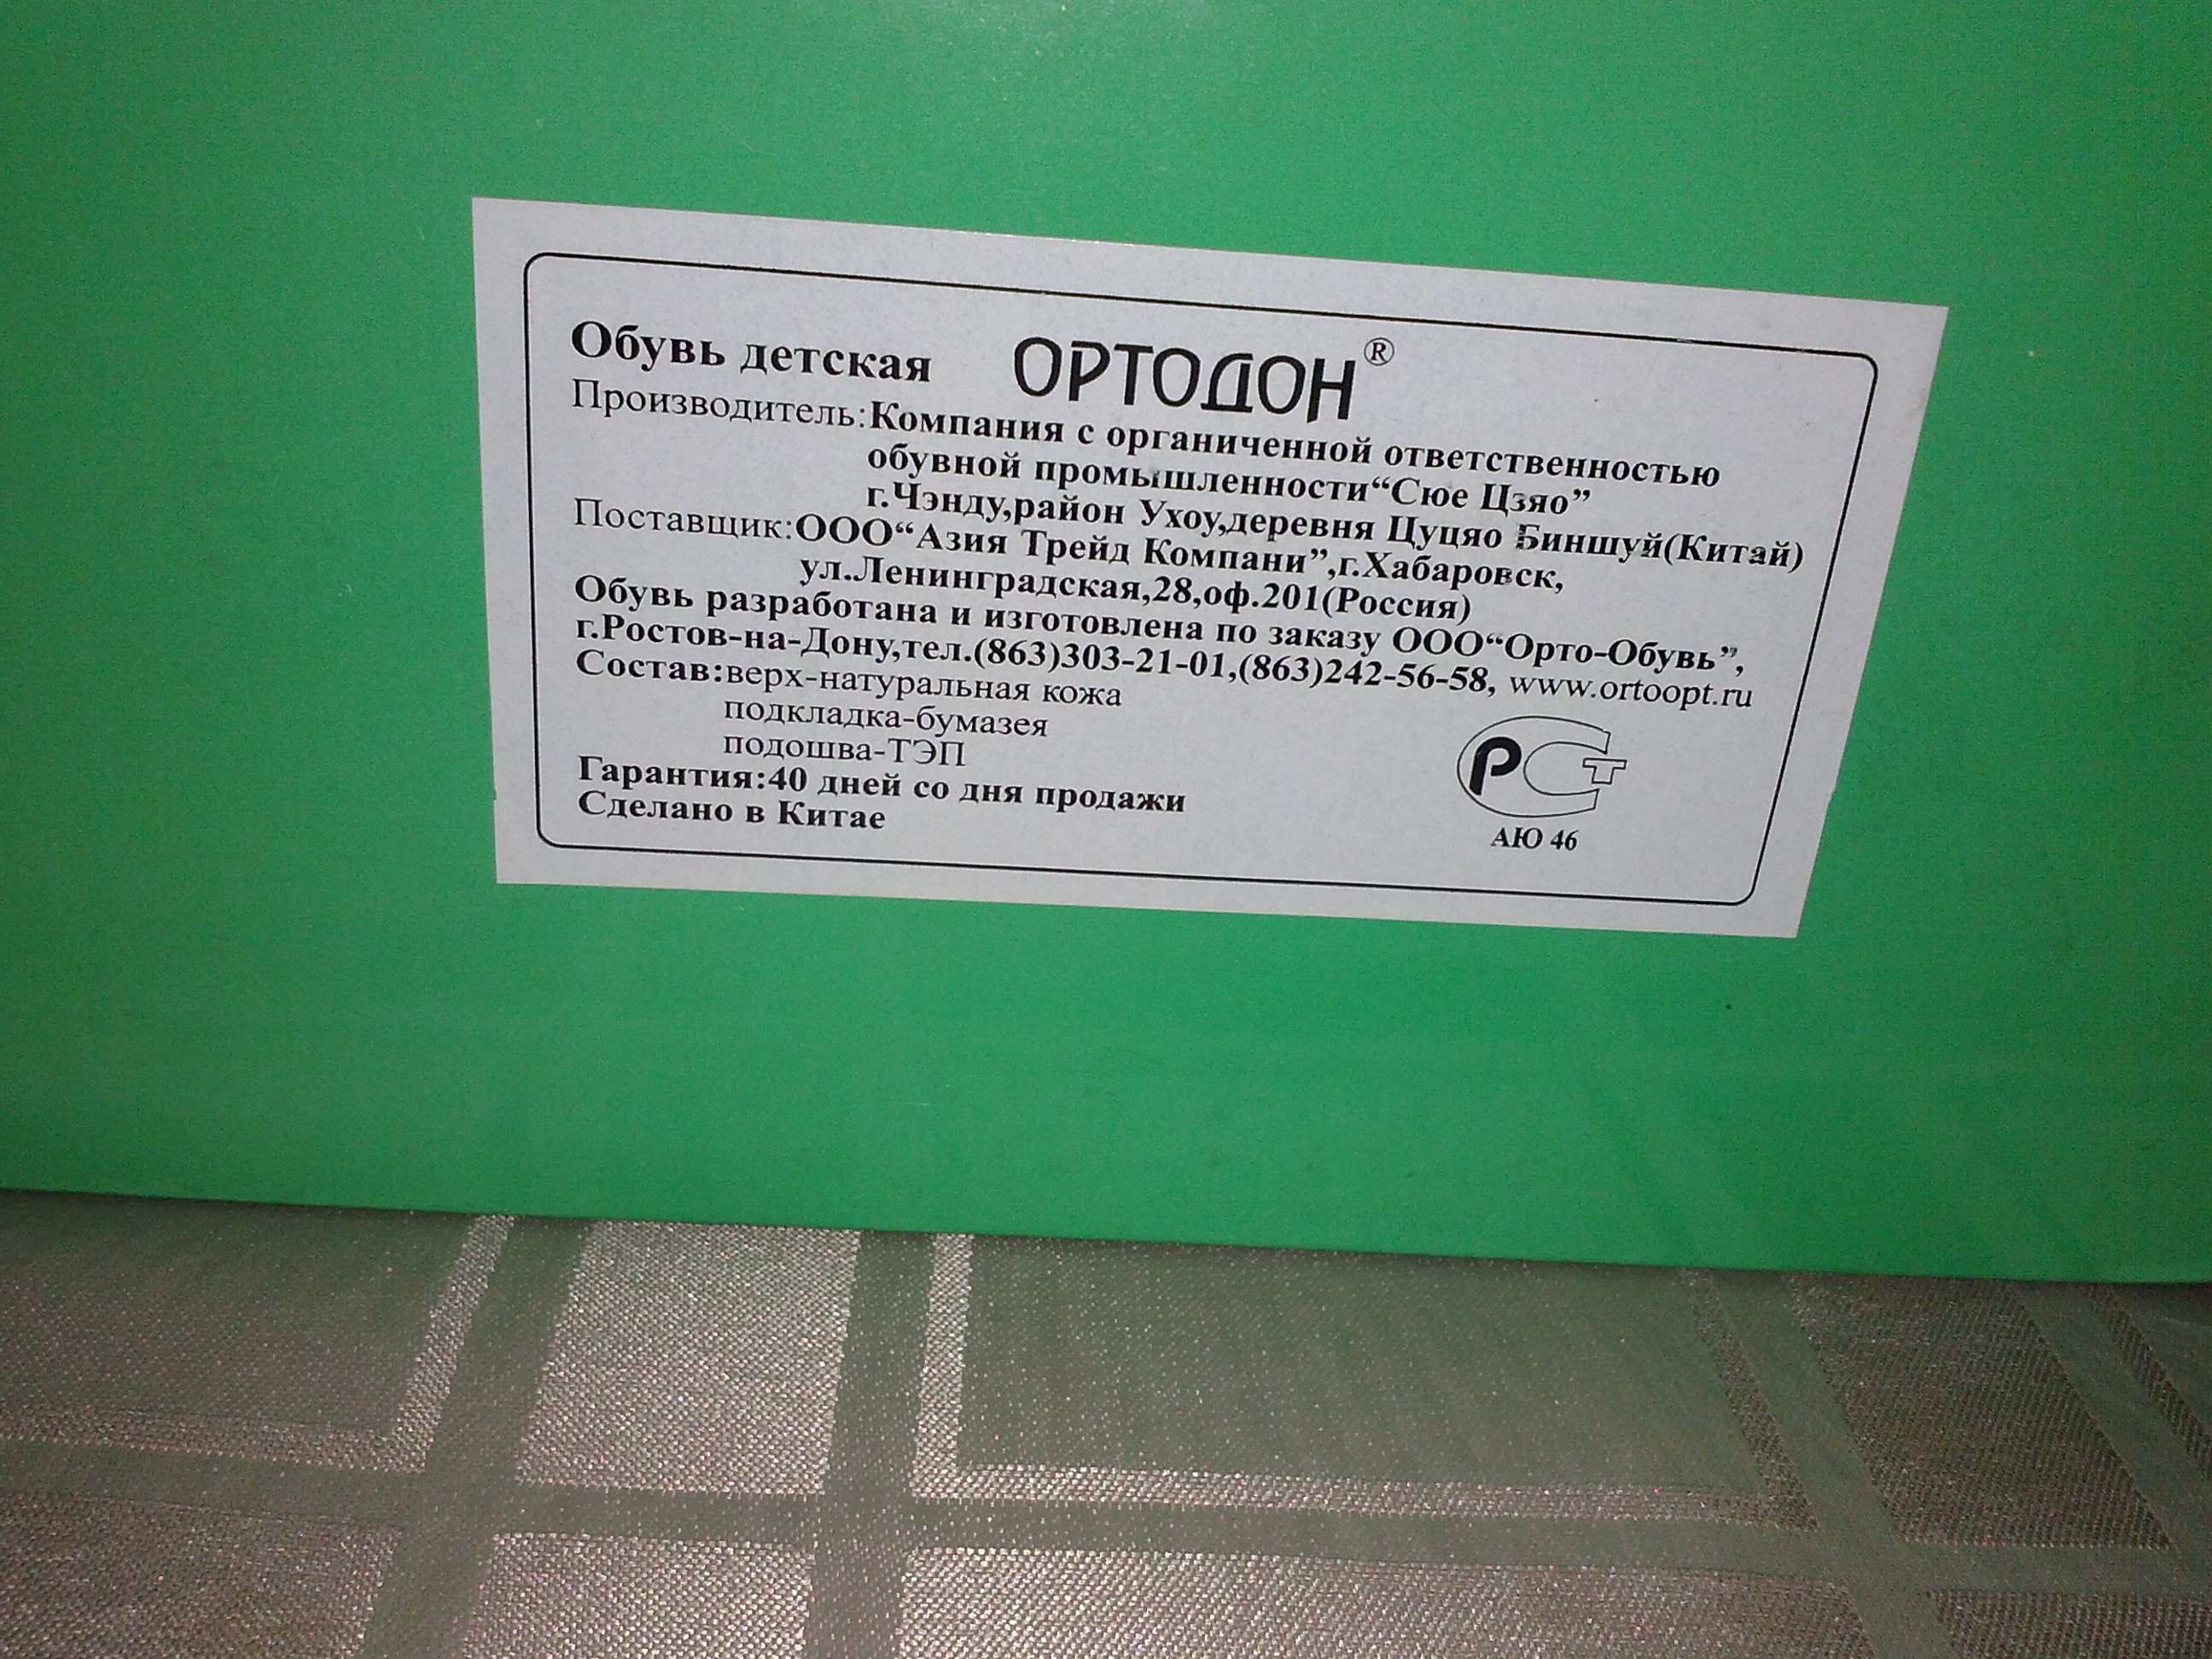 Обувь детская ОРТОДОН®
Производитель:Компания с органиченной ответственностью
обувной промышленности“Сюе Цзяо”
г.Чэнду,район Ухоу,деревня Цуцяо Биншуй(Китай)
Поставщик:ООО“Азия Трейд Компани”,г.Хабаровск,
ул.Ленинградская,28,оф.201(Россия)
Обувь разработана и изготовлена по заказу ООО“Орто-Обувь”,
г.Ростов-на-Дону,тел.(863)303-21-01,(863)242-56-58, www.ortoopt.ru
Состав:верх-натуральная кожа
подкладка-бумазея
подошва-ТЭП
Гарантия:40 дней со дня продажи
Сделано в Китае
РСТ
АЮ 46